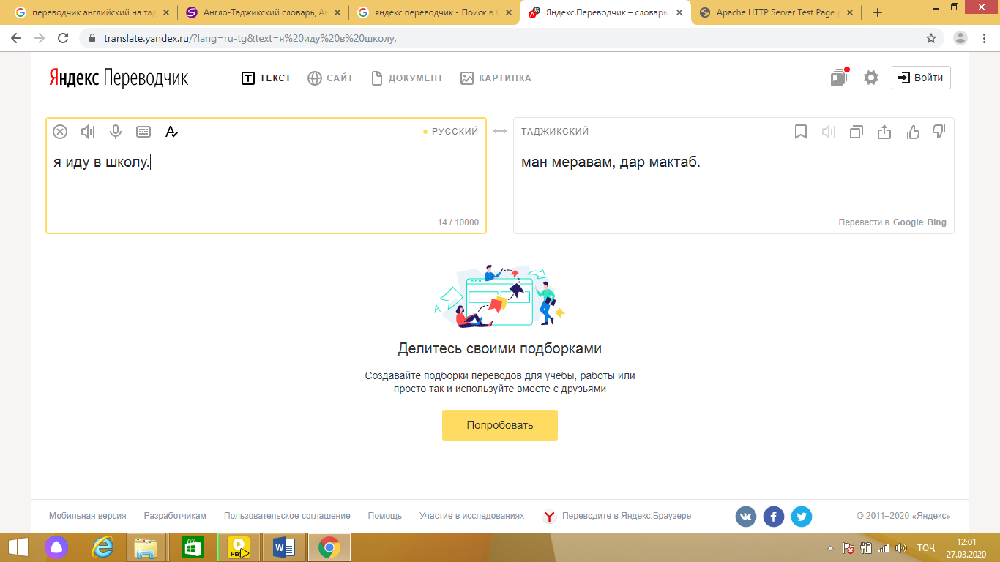 переводчик английский на тад
Англо-Таджикский словарь, Ан
яндекс переводчик - Поиск в G
Яндекс.Переводчик – словарь
Apache HTTP Server Test Page p
translate.yandex.ru/?lang=ru-tg&text=я%20иду%20в%20школу.
Яндекс Переводчик
ТЕКСТ
САЙТ
ДОКУМЕНТ
КАРТИНКА
Войти
РУССКИЙ
ТАДЖИКСКИЙ
я иду в школу.
ман меравам, дар мактаб.
14 / 10000
Перевести в Google Bing
Делитесь своими подборками
Создавайте подборки переводов для учёбы, работы или
просто так и используйте вместе с друзьями
Попробовать
Мобильная версия
Разработчикам
Пользовательское соглашение
Помощь
Участие в исследованиях
Переводите в Яндекс.Браузере
© 2011–2020 «Яндекс»
ТОҶ
12:01
27.03.2020